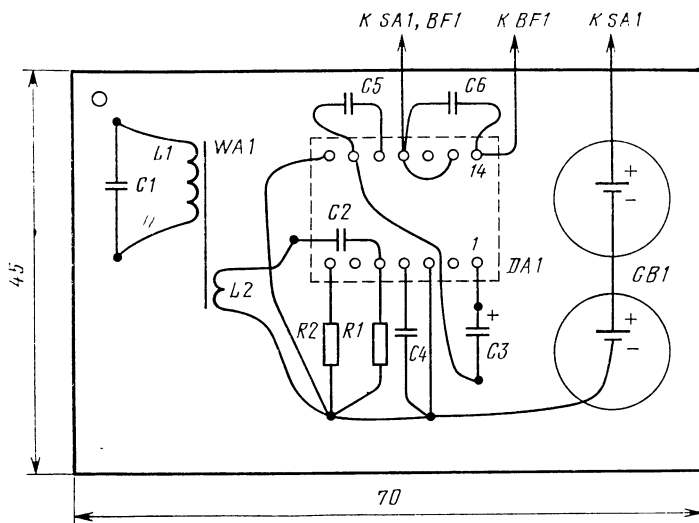 К SA1, BF1 К BF1 К SA1
C5 C6
L1 WA1
C1
14
+
-
C2
1
DA1
GB1
L2
+
R2 R1 C4 C3
+
-
45
70